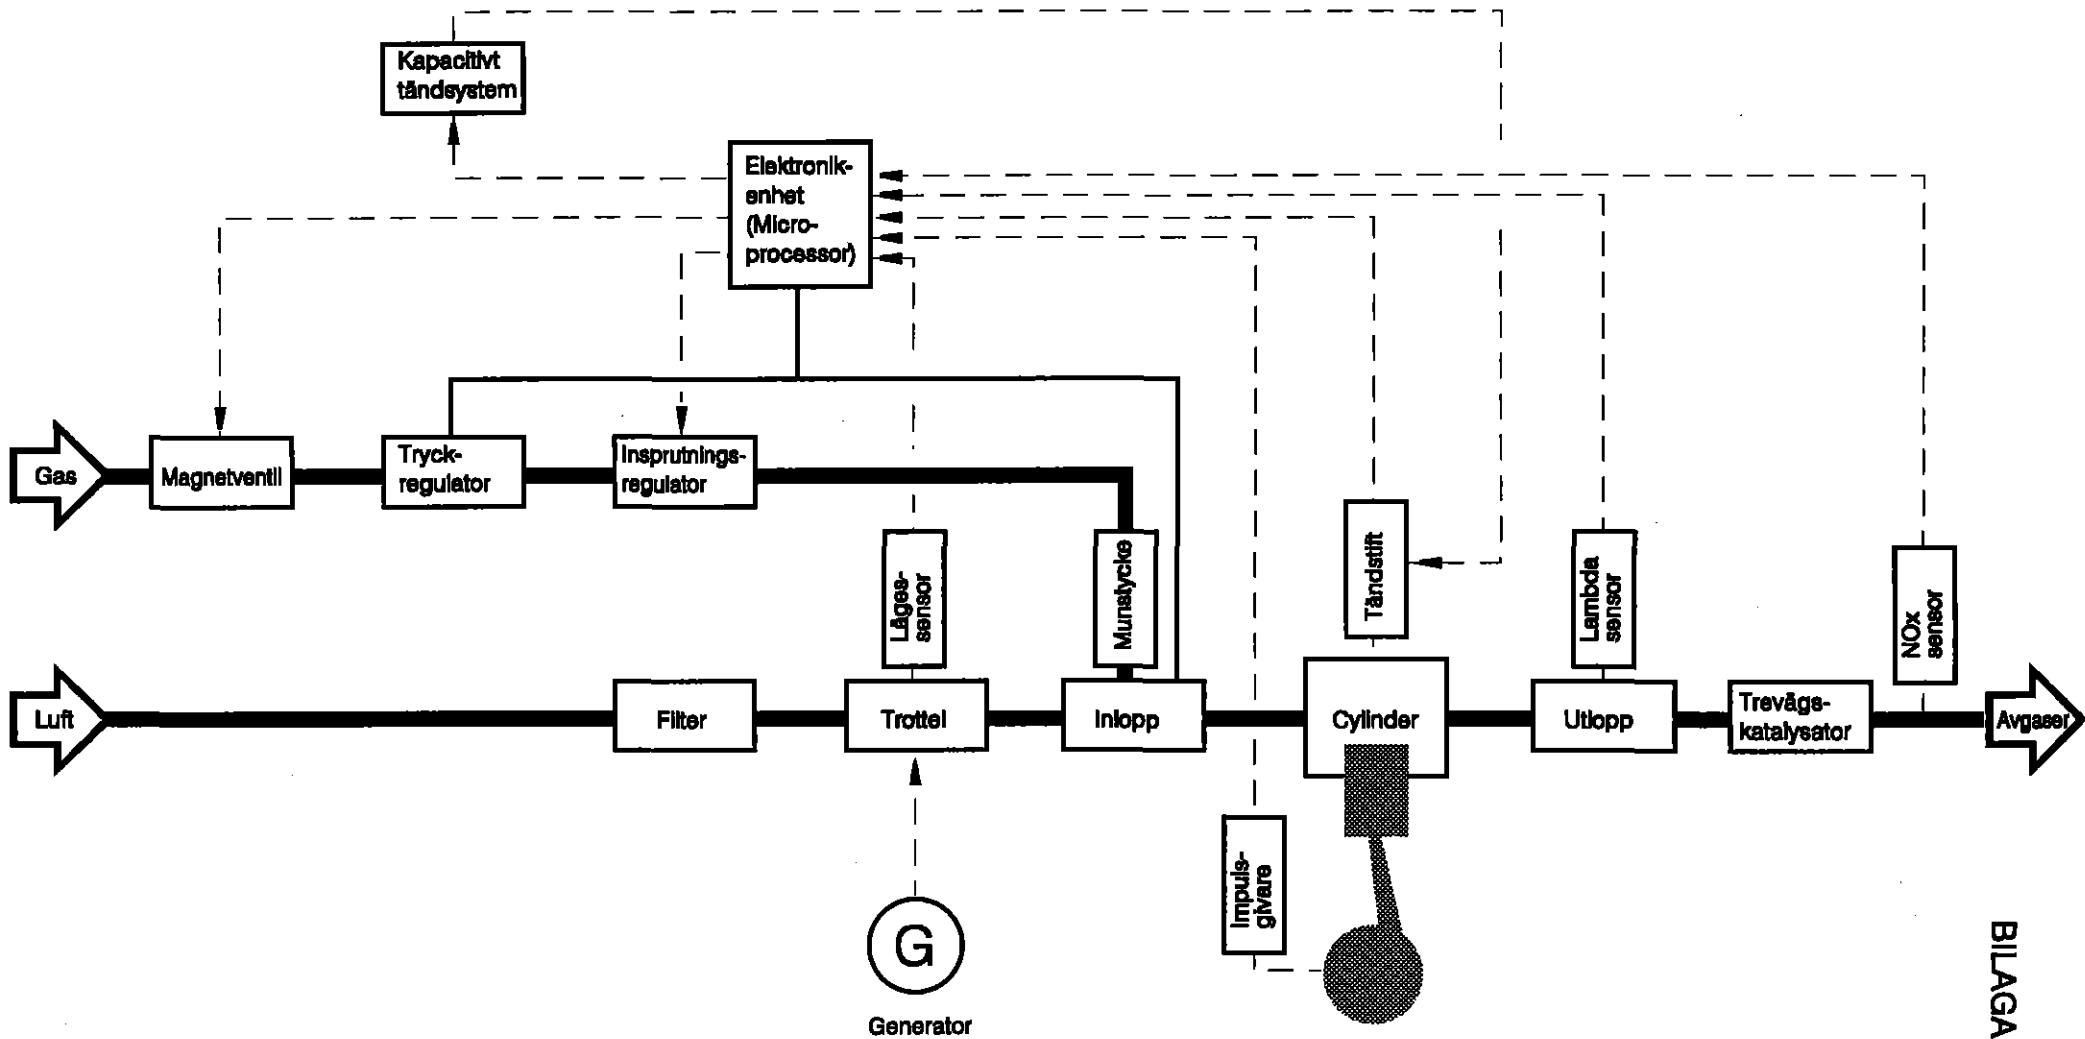 Kapacitivt
tändsystem
Elektronik-
enhet
(Micro-
processor)
Gas
Magnetventil
Tryck-
regulator
Insprutnings-
regulator
Läges-
sensor
Munstycke
Tändstift
Lambda
sensor
NOx
sensor
Luft
Filter
Trottel
Inlopp
Cylinder
Utlopp
Trevägs-
katalysator
Avgaser
Impuls-
givare
G
Generator
BILAGA